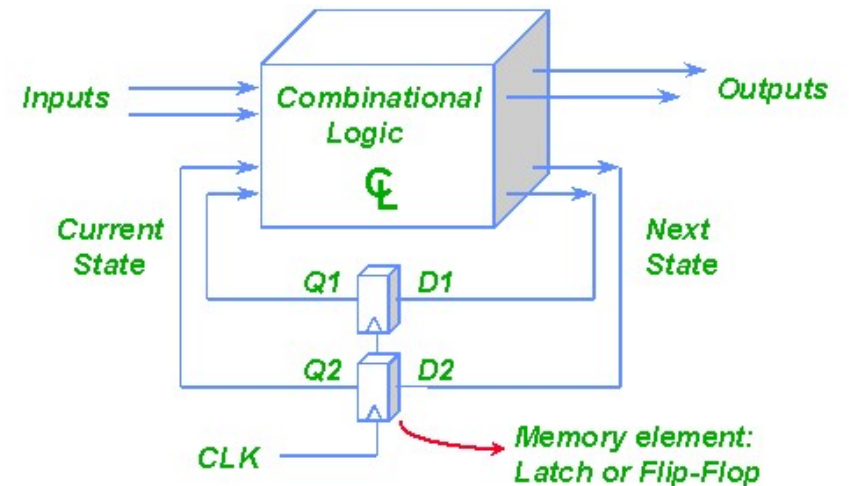 Inputs
Combinational
Logic
CL
Outputs
Current
State
Next
State
Q1
D1
Q2
D2
CLK
Memory element:
Latch or Flip-Flop